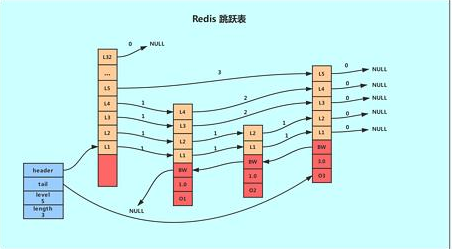 Redis 跳跃表
0
NULL
L32
...
L5
L4
L3
L2
L1
3
1
1
1
1
L4
L3
L2
L1
BW
1.0
O1
2
2
1
1
L2
L1
BW
1.0
O2
1
1
L5
L4
L3
L2
L1
BW
3.0
O3
0
NULL
0
NULL
0
NULL
0
NULL
0
NULL
header
tail
level
5
length
3
NULL